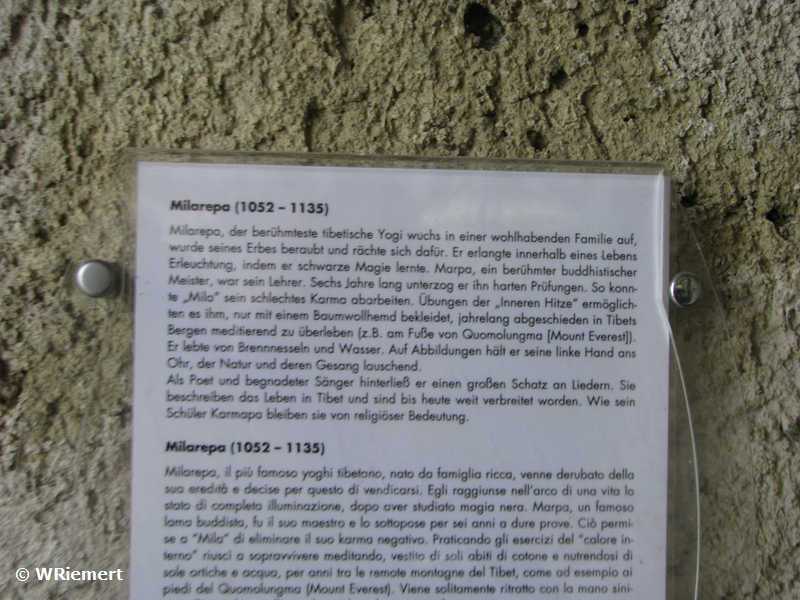 Milarepa (1052 – 1135)
Milarepa, der berühmteste tibetische Yogi wuchs in einer wohlhabenden Familie auf,
wurde seines Erbes beraubt und rächte sich dafür. Er erlangte innerhalb eines Lebens
Erleuchtung, indem er schwarze Magie lernte. Marpa, ein berühmter buddhistischer
Meister, war sein Lehrer. Sechs Jahre lang unterzog er ihn harten Prüfungen. So konn-
te „Mila" sein schlechtes Karma abarbeiten. Übungen der „Inneren Hitze" ermöglich-
ten es ihm, nur mit einem Baumwollhemd bekleidet, jahrelang abgeschieden in Tibets
Bergen meditierend zu überleben (z.B. am Fuße von Quomolungma [Mount Everest]).
Er lebte von Brennnesseln und Wasser. Auf Abbildungen hält er seine linke Hand ans
Ohr, der Natur und deren Gesang lauschend.
Als Poet und begnadeter Sänger hinterließ er einen großen Schatz an Liedern. Sie
beschreiben das Leben in Tibet und sind bis heute weit verbreitet worden. Wie sein
Schüler Karmapa bleiben sie von religiöser Bedeutung.
Milarepa (1052 – 1135)
Milarepa, il più famoso yoghi tibetano, nato da famiglia ricca, venne derubato della
sua eredità e decise per questo di vendicarsi. Egli raggiunse nell'arco di una vita lo
stato di completa illuminazione, dopo aver studiato magia nera. Marpa, un famoso
lama buddista, fu il suo maestro e lo sottopose per sei anni a dure prove. Ciò permi-
se a "Mila" di eliminare il suo karma negativo. Praticando gli esercizi del "calore in-
terno" riuscì a sopravvivere meditando, vestito di soli abiti di cotone e nutrendosi di
sole ortiche e acqua, per anni tra le remote montagne del Tibet, come ad esempio ai
piedi del Quomolungma (Mount Everest). Viene solitamente ritratto con la mano sini-
© WRiemert